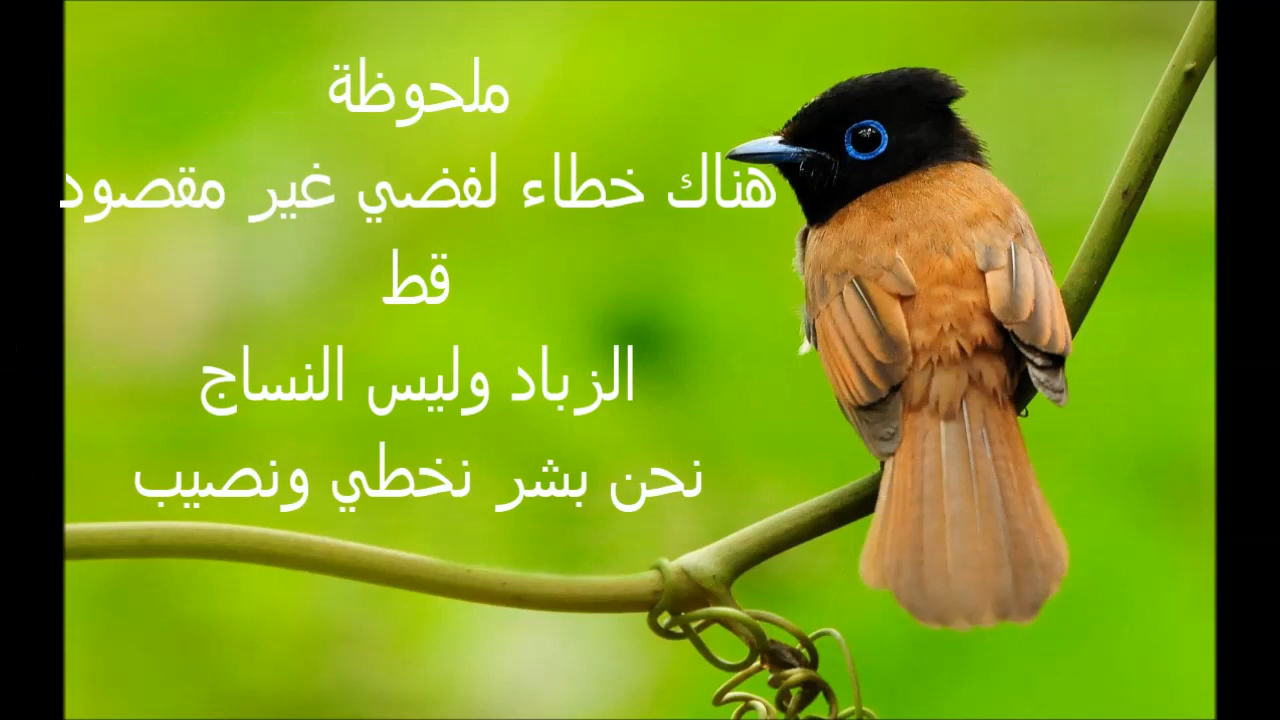 ملحوظة
هناك خطاء لفضي غير مقصود
قط
الزباد وليس النساج
نحن بشر نخطي ونصيب